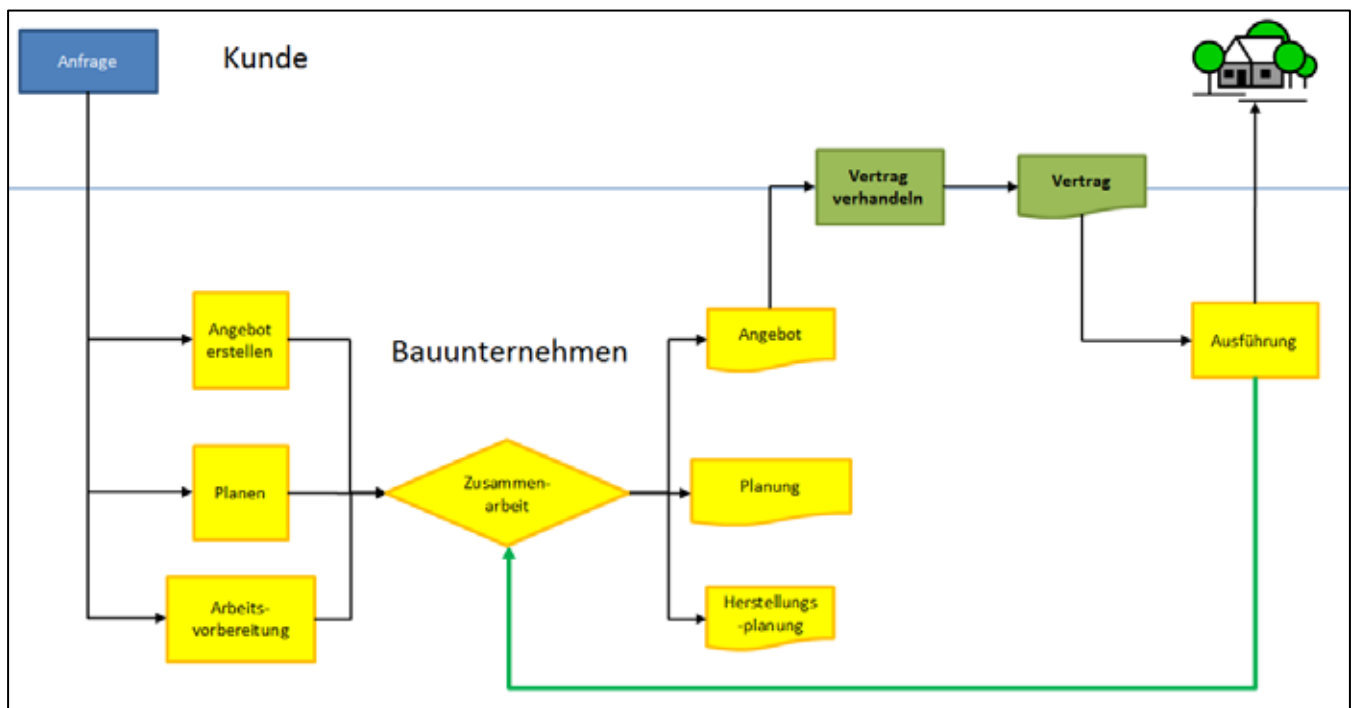 Anfrage
Kunde
Vertrag
verhandeln
Vertrag
Angebot
erstellen
Bauunternehmen
Angebot
Ausführung
Planen
Zusammen-
arbeit
Planung
Arbeits-
vorbereitung
Herstellungs
-planung